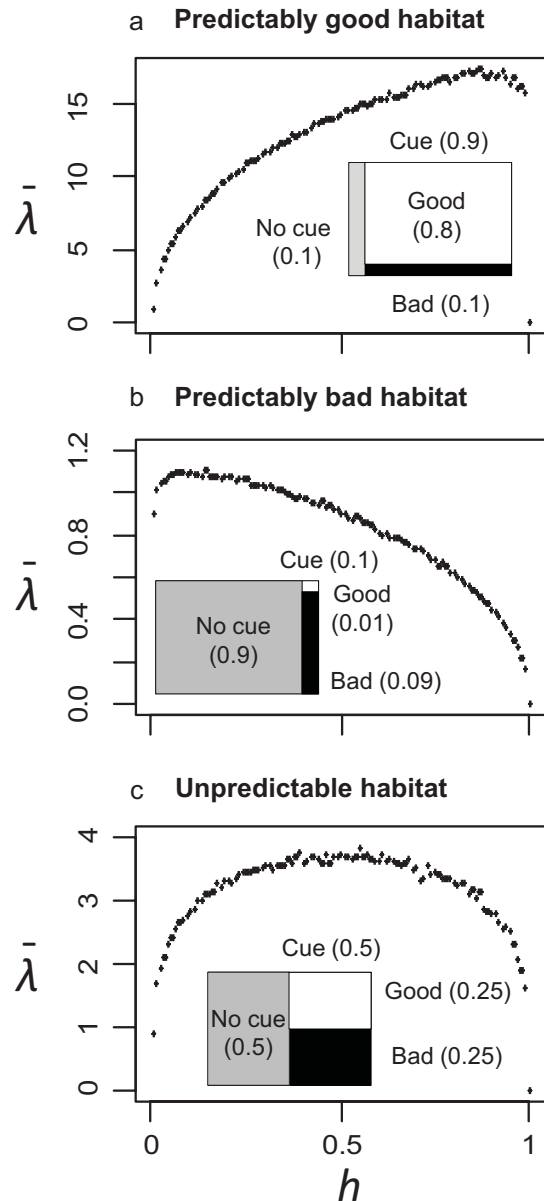 a Predictably good habitat
15
10
5
0
λ̄
Cue (0.9)
Good
(0.8)
No cue
(0.1)
Bad (0.1)
b Predictably bad habitat
1.2
0.8
0.4
0.0
λ̄
Cue (0.1)
Good
(0.01)
No cue
(0.9)
Bad (0.09)
c Unpredictable habitat
4
3
2
1
0
λ̄
Cue (0.5)
Good (0.25)
No cue
(0.5)
Bad (0.25)
0 0.5 1
h